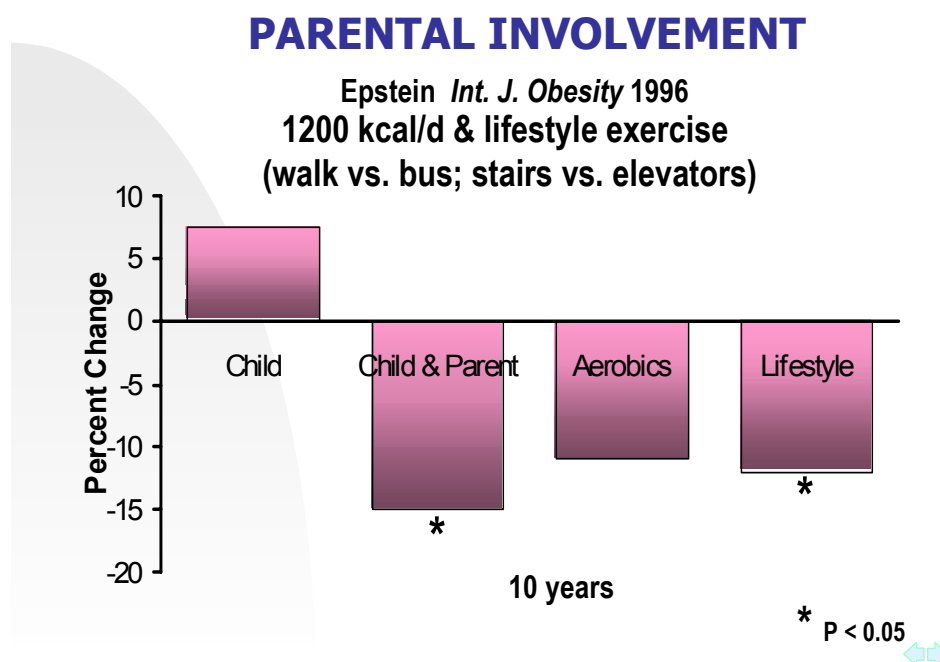 PARENTAL INVOLVEMENT
Epstein Int. J. Obesity 1996
1200 kcal/d & lifestyle exercise
(walk vs. bus; stairs vs. elevators)
10
5
0
-5
-10
-15
-20
Percent Change
Child
Child & Parent
Aerobics
Lifestyle
*
*
10 years
* P < 0.05